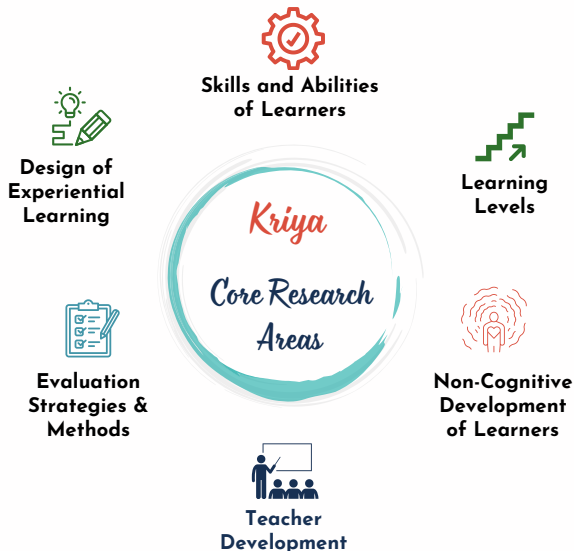 Skills and Abilities
of Learners
Design of
Experiential
Learning
Learning
Levels
Kriya
Core Research
Areas
Evaluation
Strategies &
Methods
Non-Cognitive
Development
of Learners
Teacher
Development